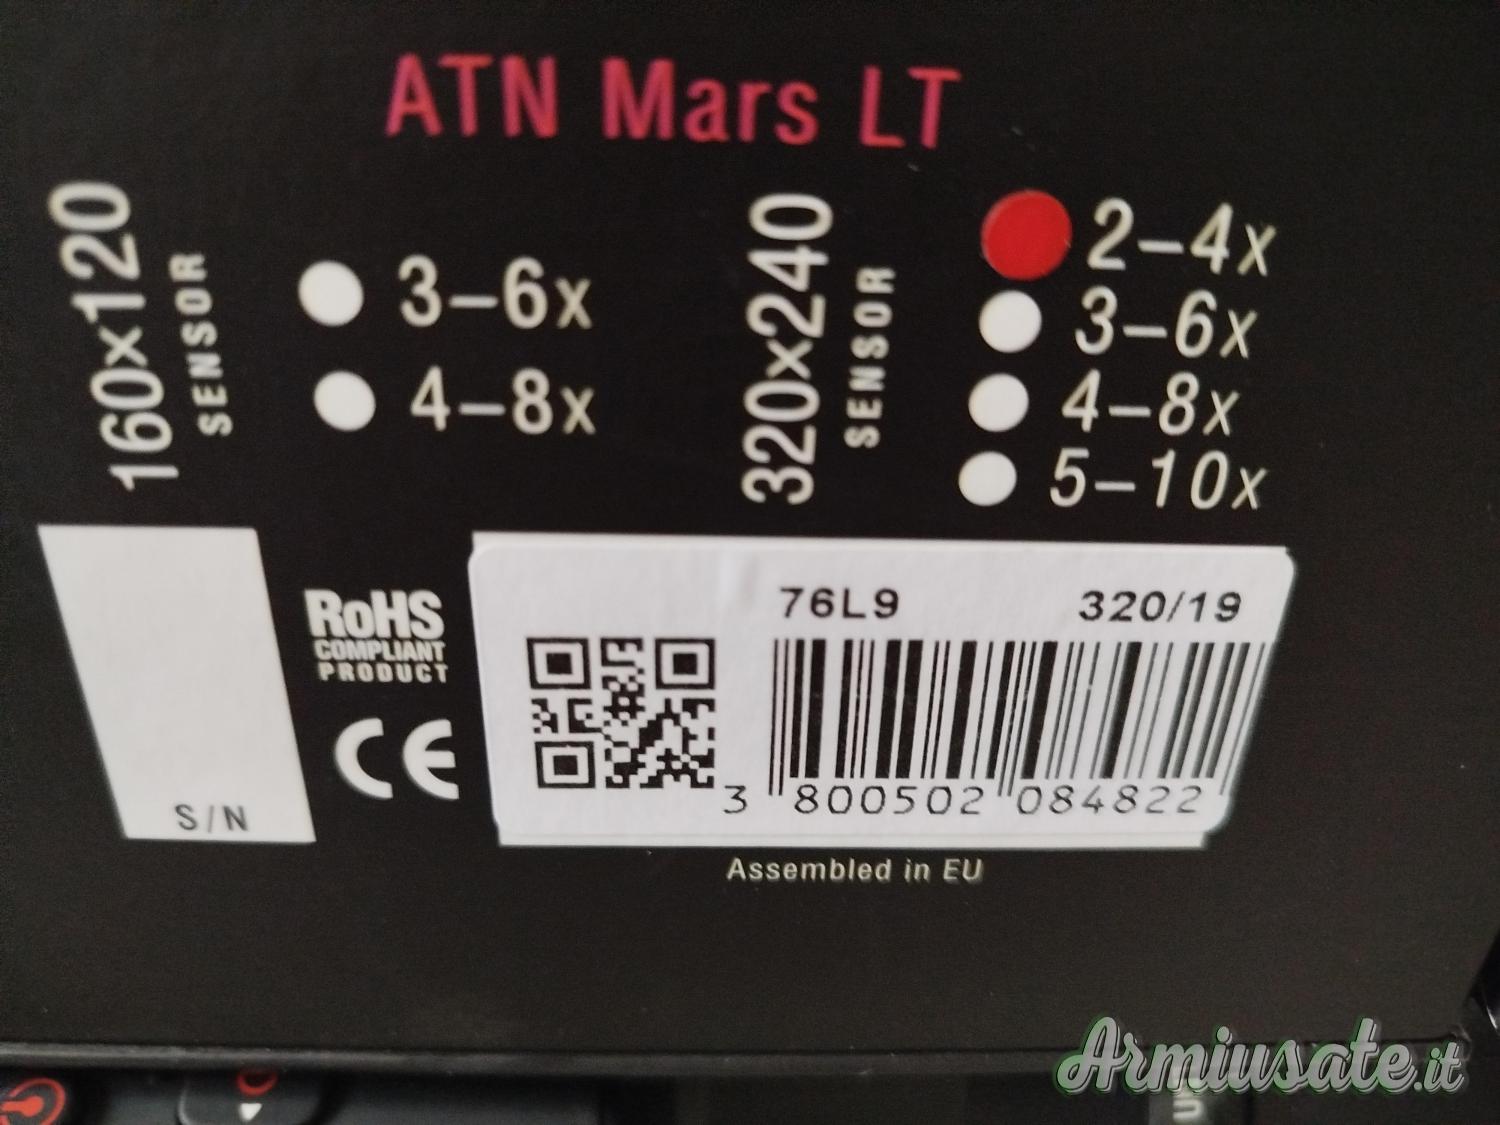 ATN Mars LT
160x120
SENSOR
3–6x
4–8x
320x240
SENSOR
2–4x
3–6x
4–8x
5–10x
S/N
RoHS
COMPLIANT
PRODUCT
CE
76L9 320/19
3 800502 084822
Assembled in EU
Armiusate.it